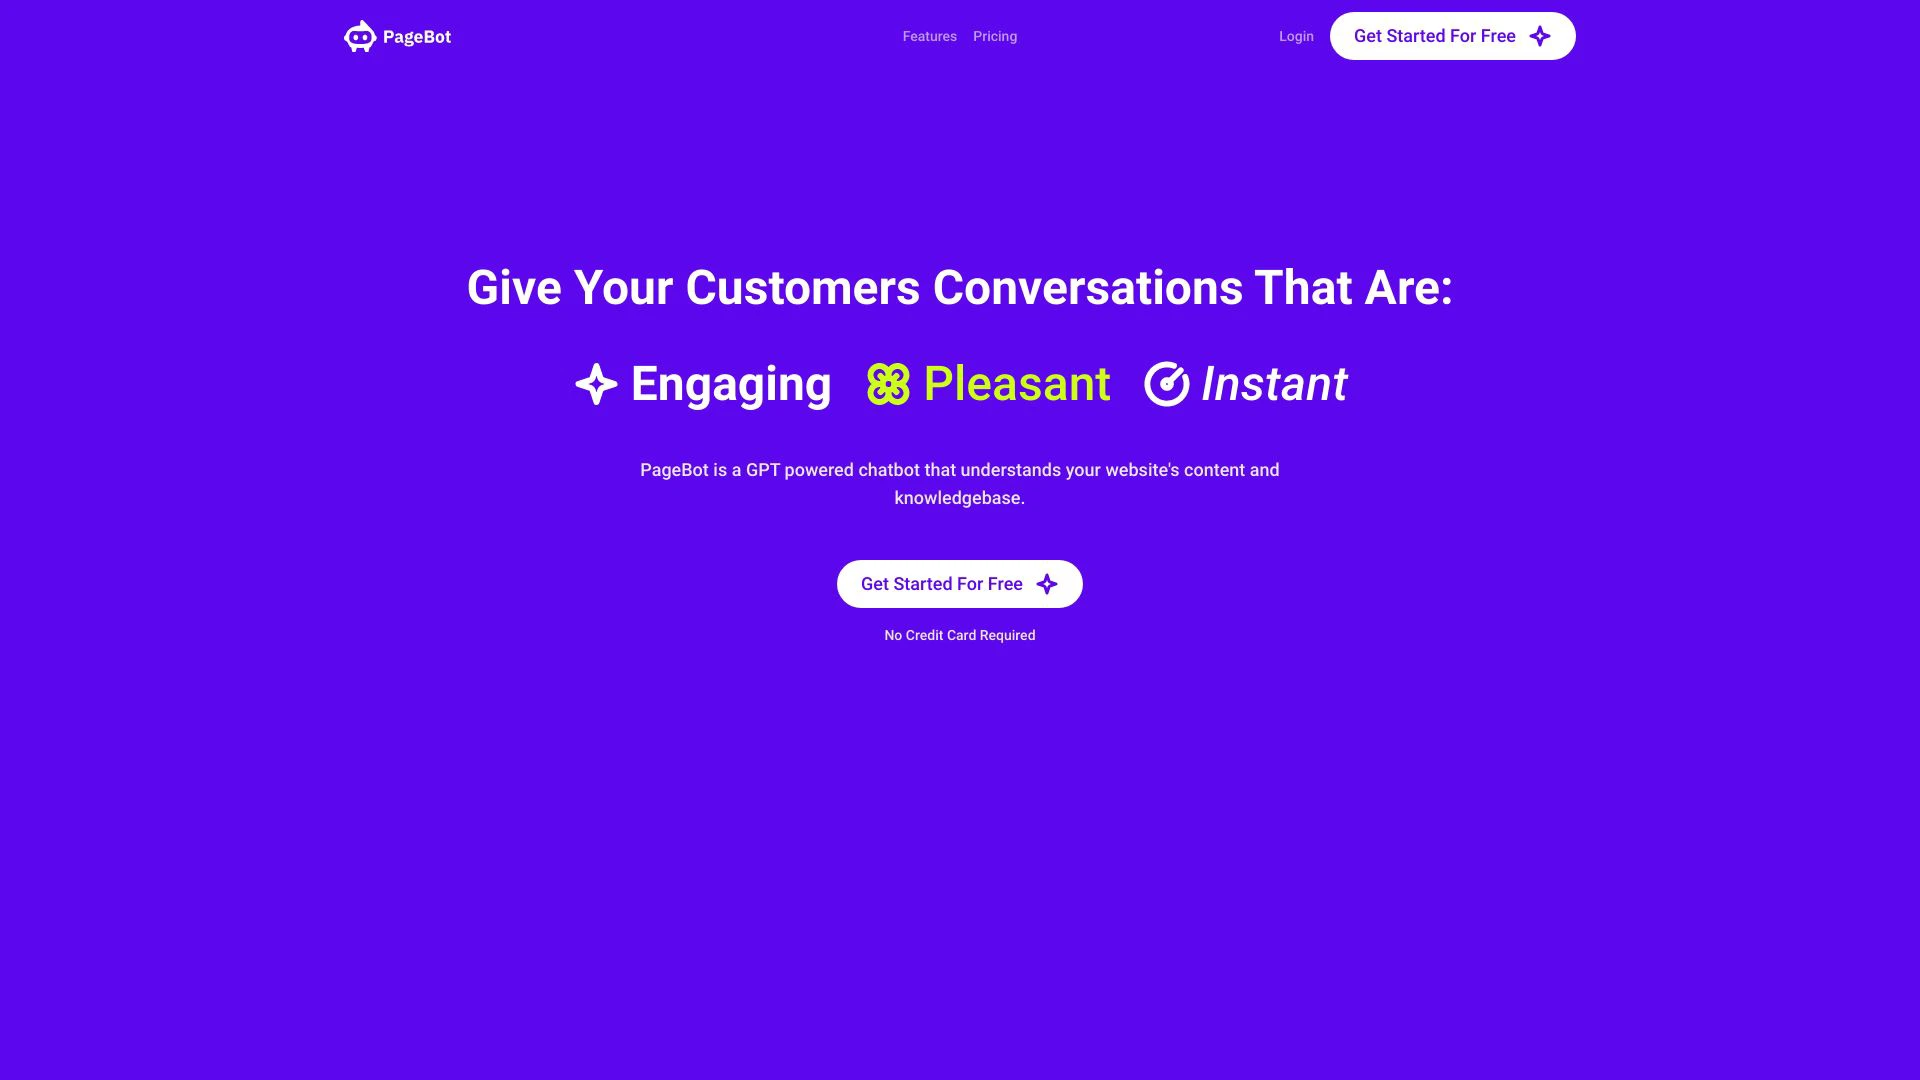 PageBot
Features Pricing
Login
Get Started For Free
Give Your Customers Conversations That Are:
Engaging Pleasant Instant
PageBot is a GPT powered chatbot that understands your website's content and
knowledgebase.
Get Started For Free
No Credit Card Required